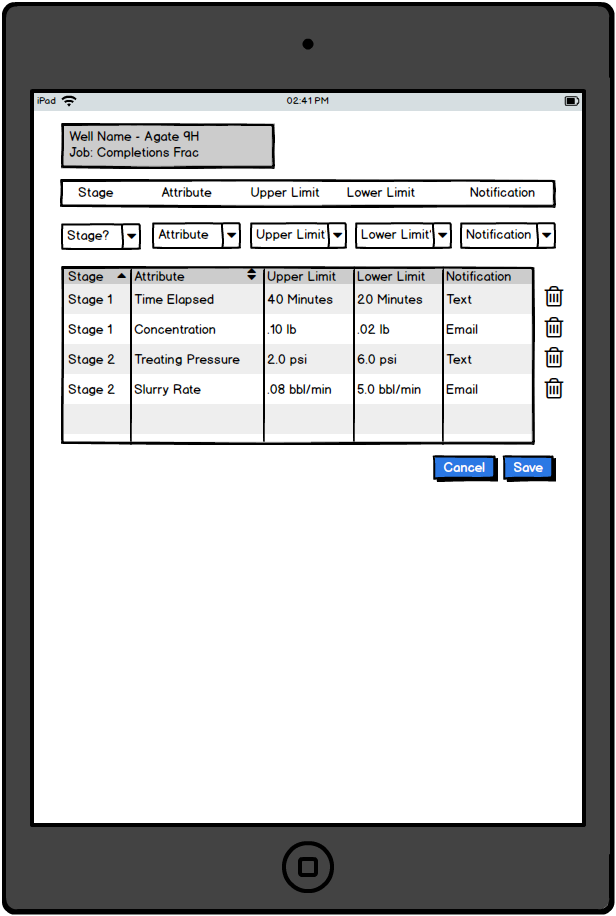 iPad 02:41 PM
Well Name - Agate 9H
Job: Completions Frac
Stage Attribute Upper Limit Lower Limit Notification
Stage? Attribute Upper Limit Lower Limit' Notification
Stage Attribute Upper Limit Lower Limit Notification
Stage 1 Time Elapsed 40 Minutes 20 Minutes Text
Stage 1 Concentration .10 lb .02 lb Email
Stage 2 Treating Pressure 2.0 psi 6.0 psi Text
Stage 2 Slurry Rate .08 bbl/min 5.0 bbl/min Email
Cancel Save